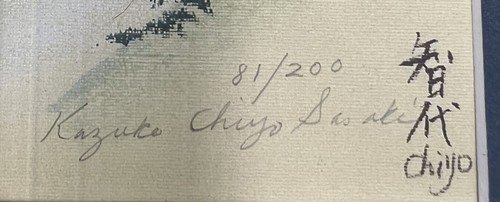 81/200
Kazuko Chiyo Sasaki
智代
chiyo